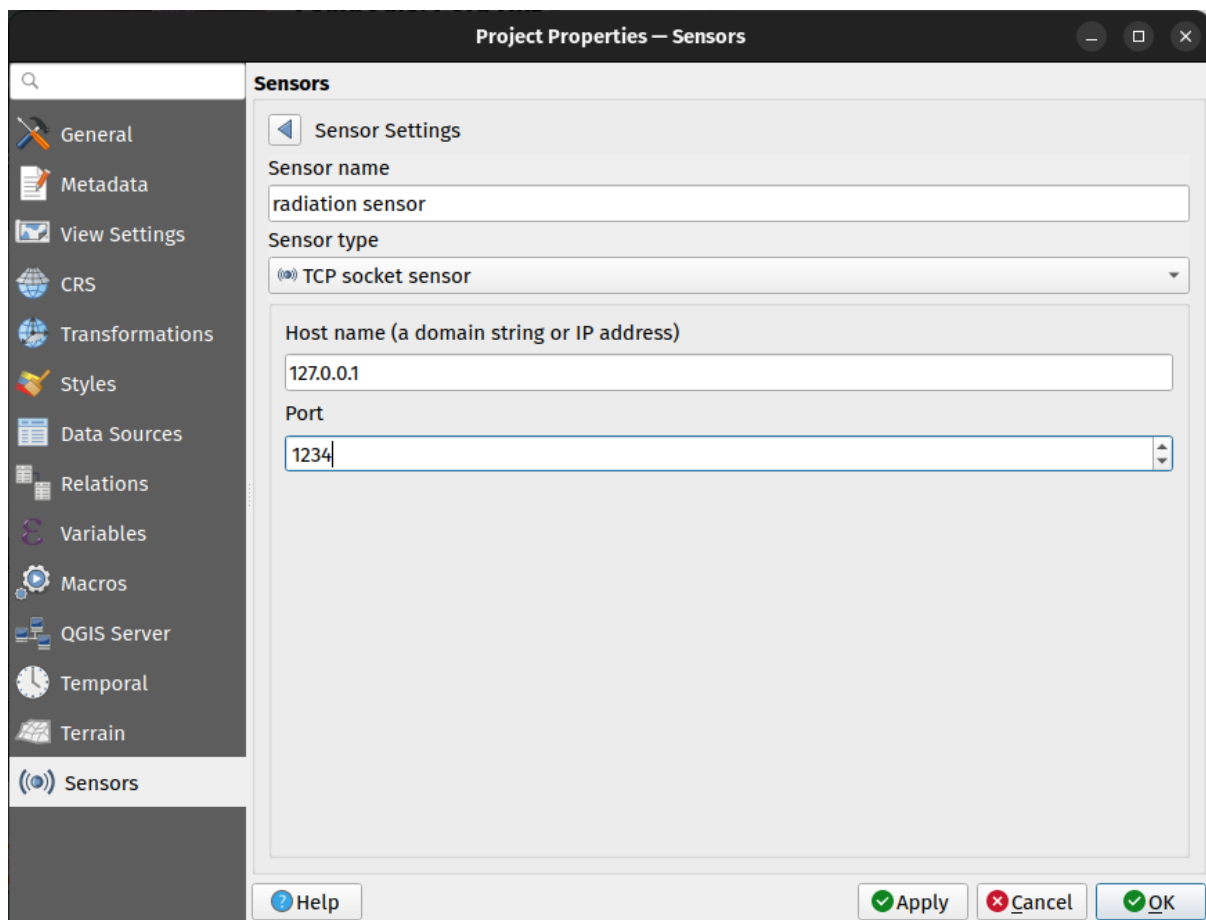 Project Properties — Sensors
General
Metadata
View Settings
CRS
Transformations
Styles
Data Sources
Relations
Variables
Macros
QGIS Server
Temporal
Terrain
Sensors
Sensors
Sensor Settings
Sensor name
radiation sensor
Sensor type
TCP socket sensor
Host name (a domain string or IP address)
127.0.0.1
Port
1234
Help
Apply
Cancel
OK